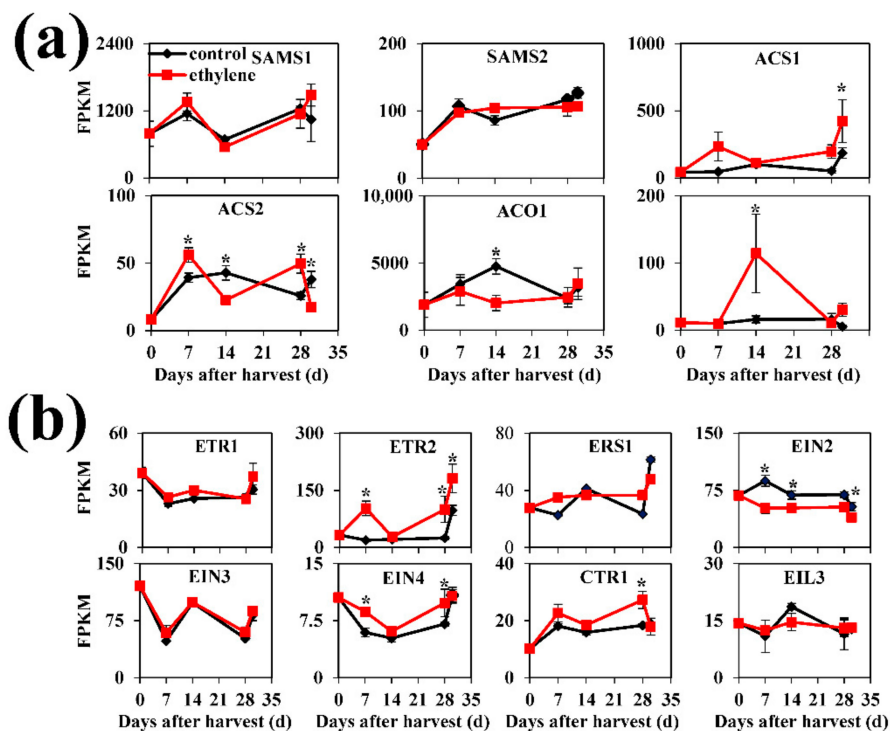 (a)
2400
1200
0
FPKM
control
ethylene
SAMS1
200
100
0
SAMS2
1000
500
0
ACS1
*
100
50
0
FPKM
ACS2
* * * *
10,000
5000
0
ACO1
*
200
100
0
*
0 7 14 21 28 35
0 7 14 21 28 35
0 7 14 21 28 35
Days after harvest (d)
Days after harvest (d)
Days after harvest (d)
(b)
60
30
0
FPKM
ETR1
300
150
0
ETR2
* * *
80
40
0
ERS1
150
75
0
EIN2
* * *
150
75
0
FPKM
EIN3
15
7.5
0
EIN4
* *
40
20
0
CTR1
*
30
15
0
EIL3
0 7 14 21 28 35
0 7 14 21 28 35
0 7 14 21 28 35
0 7 14 21 28 35
Days after harvest (d)
Days after harvest (d)
Days after harvest (d)
Days after harvest (d)